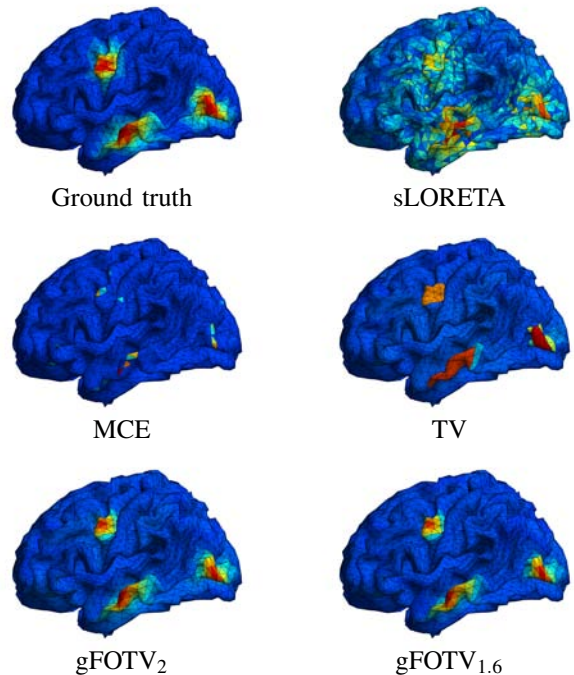 Ground truth
sLORETA
MCE
TV
gFOTV₂
gFOTV₁.₆